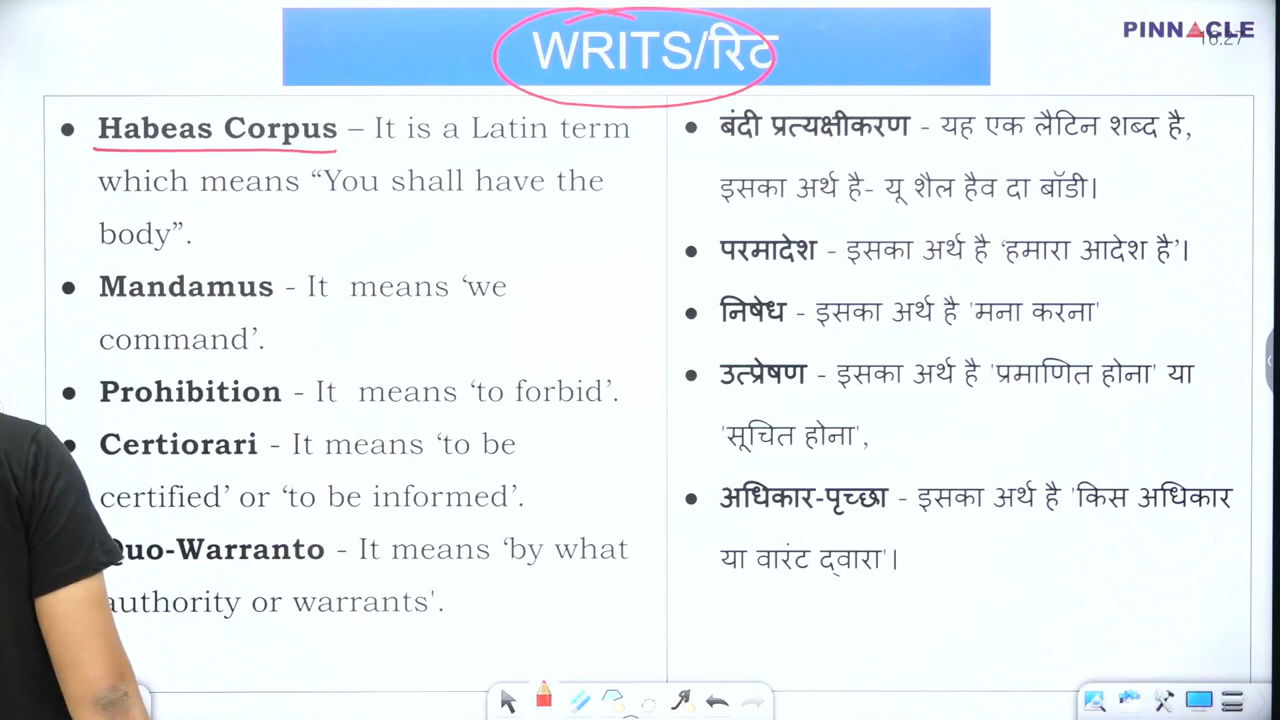 WRITS/रिट
PINNACLE
16:27
● Habeas Corpus – It is a Latin term
which means “You shall have the
body”.
● Mandamus - It  means ‘we
command’.
● Prohibition - It  means ‘to forbid’.
● Certiorari - It means ‘to be
certified’ or ‘to be informed’.
Quo-Warranto - It means ‘by what
authority or warrants'.
● बंदी प्रत्यक्षीकरण - यह एक लैटिन शब्द है,
इसका अर्थ है- यू शैल हैव दा बॉडी।
● परमादेश - इसका अर्थ है ‘हमारा आदेश है’।
● निषेध - इसका अर्थ है 'मना करना'
● उत्प्रेषण - इसका अर्थ है 'प्रमाणित होना' या
'सूचित होना',
● अधिकार-पृच्छा - इसका अर्थ है 'किस अधिकार
या वारंट द्वारा'।